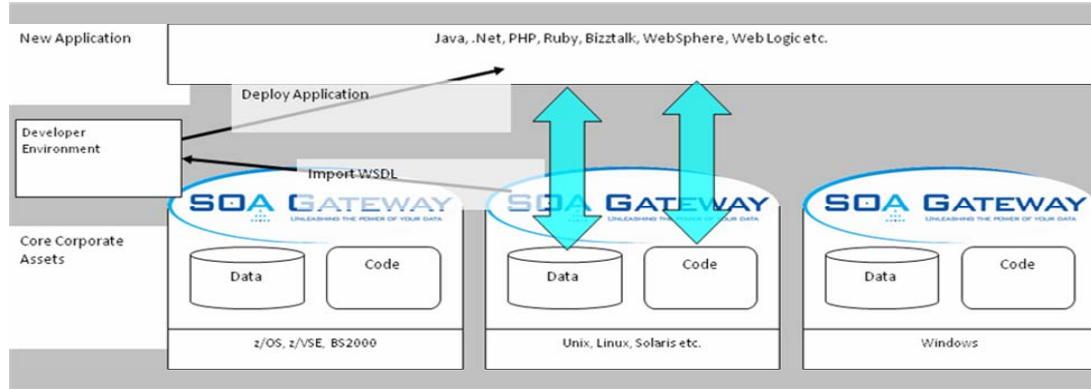 New Application
Java, .Net, PHP, Ruby, Bizztalk, WebSphere, Web Logic etc.
Deploy Application
Developer
Environment
Import WSDL
SOA GATEWAY
UNLEASHING THE POWER OF YOUR DATA
SOA GATEWAY
UNLEASHING THE POWER OF YOUR DATA
SOA GATEWAY
UNLEASHING THE POWER OF YOUR DATA
Core Corporate
Assets
Data
Code
Data
Code
Data
Code
z/OS, z/VSE, BS2000
Unix, Linux, Solaris etc.
Windows